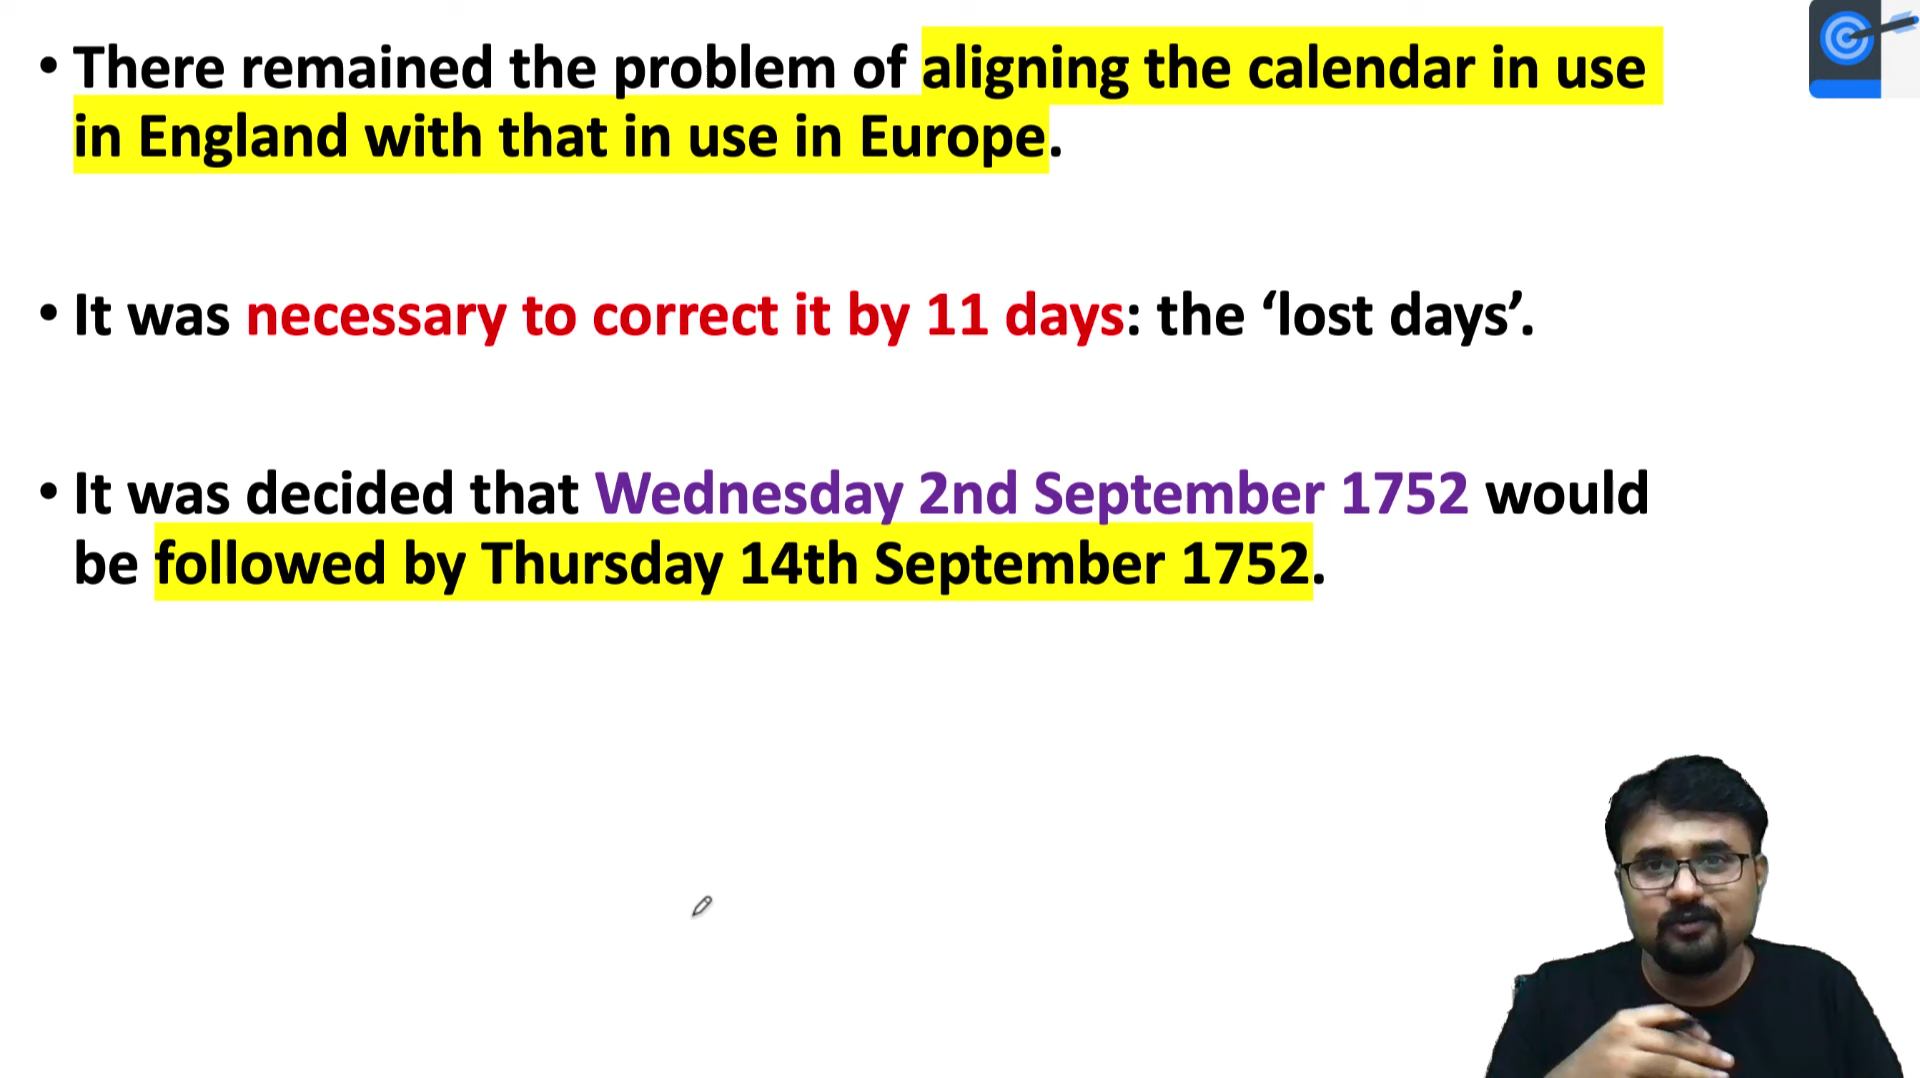 • There remained the problem of aligning the calendar in use
in England with that in use in Europe.
• It was necessary to correct it by 11 days: the ‘lost days’.
• It was decided that Wednesday 2nd September 1752 would
be followed by Thursday 14th September 1752.